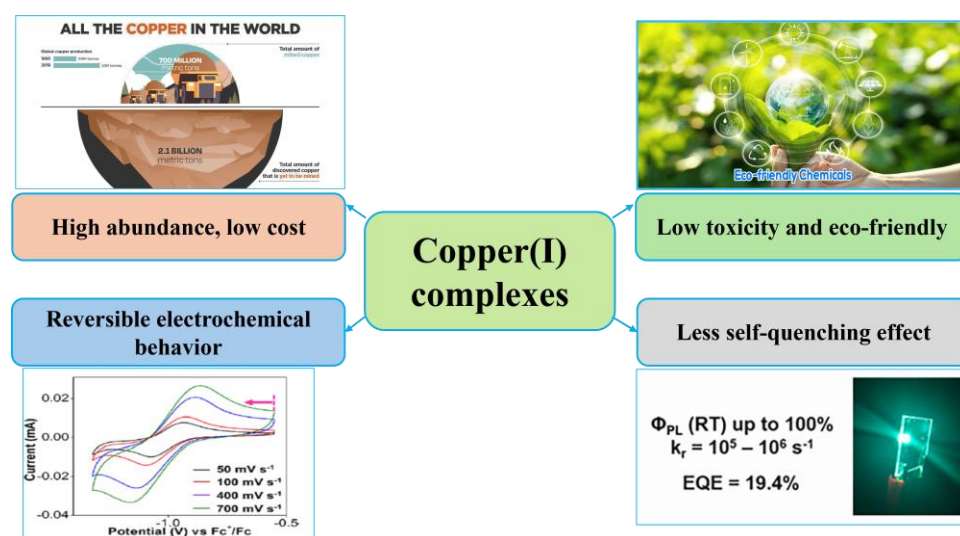 ALL THE COPPER IN THE WORLD
Global copper production
Total amount of
mined copper
700 MILLION
metric tons
2.1 BILLION
metric tons
Total amount of
discovered copper
that is yet to be mined
Eco-friendly Chemicals
High abundance, low cost
Low toxicity and eco-friendly
Copper(I)
complexes
Reversible electrochemical
behavior
Less self-quenching effect
Current (mA)
0.02
0.00
-0.02
-0.04
50 mV s⁻¹
100 mV s⁻¹
400 mV s⁻¹
700 mV s⁻¹
-1.0
-0.5
Potential (V) vs Fc⁺/Fc
Φ_PL (RT) up to 100%
k_r = 10⁵ – 10⁶ s⁻¹
EQE = 19.4%